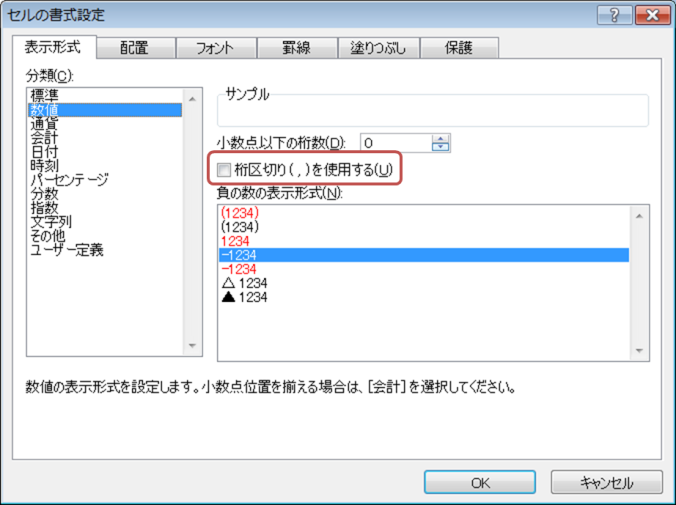 セルの書式設定
表示形式 配置 フォント 罫線 塗りつぶし 保護
分類(C):
標準
数値
通貨
会計
日付
時刻
パーセンテージ
分数
指数
文字列
その他
ユーザー定義
サンプル
小数点以下の桁数(D): 0
桁区切り( , )を使用する(U)
負の数の表示形式(N):
(1234)
(1234)
1234
-1234
-1234
△ 1234
▲ 1234
数値の表示形式を設定します。小数点位置を揃える場合は、[会計] を選択してください。
OK キャンセル